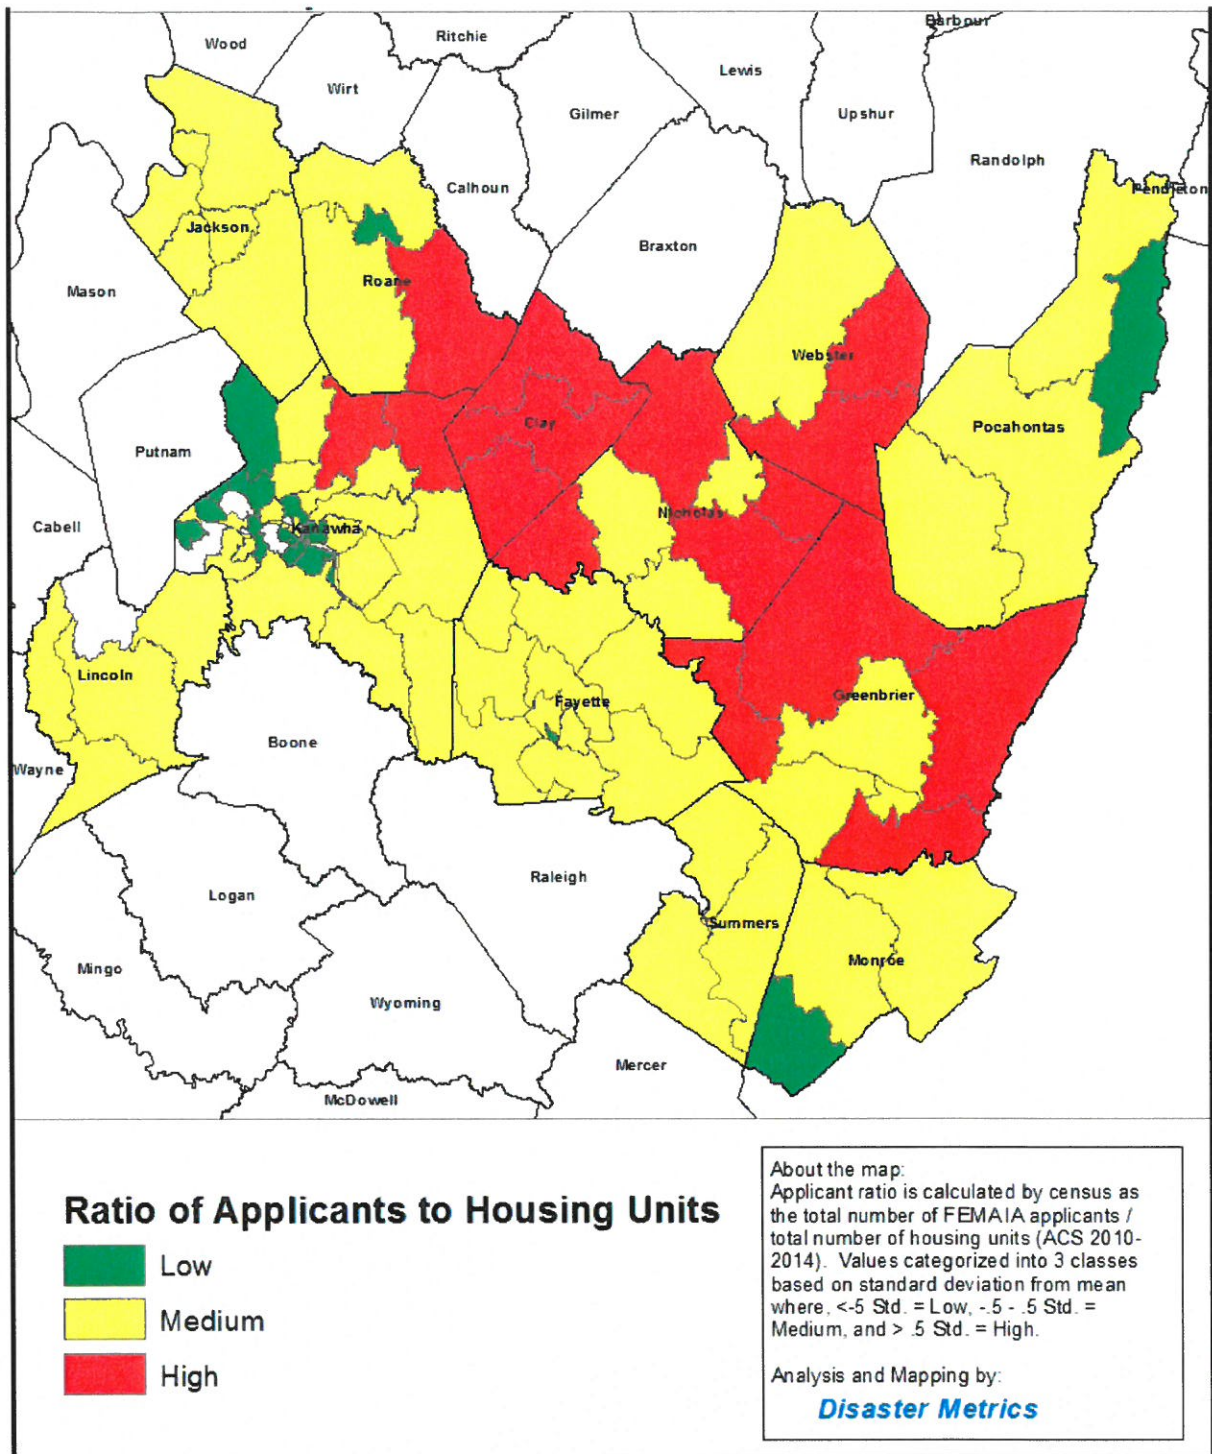 Barbour
Wood
Ritchie
Lewis
Wirt
Gilmer
Upshur
Randolph
Calhoun
Pendleton
Jackson
Braxton
Roane
Mason
Webster
Clay
Pocahontas
Putnam
Nicholas
Cabell
Kanawha
Lincoln
Greenbrier
Fayette
Boone
Wayne
Raleigh
Logan
Summers
Monroe
Mingo
Wyoming
Mercer
McDowell
Ratio of Applicants to Housing Units
Low
Medium
High
About the map:
Applicant ratio is calculated by census as
the total number of FEMAIA applicants /
total number of housing units (ACS 2010-
2014). Values categorized into 3 classes
based on standard deviation from mean
where, <-5 Std. = Low, -.5 - .5 Std. =
Medium, and > .5 Std. = High.
Analysis and Mapping by:
Disaster Metrics